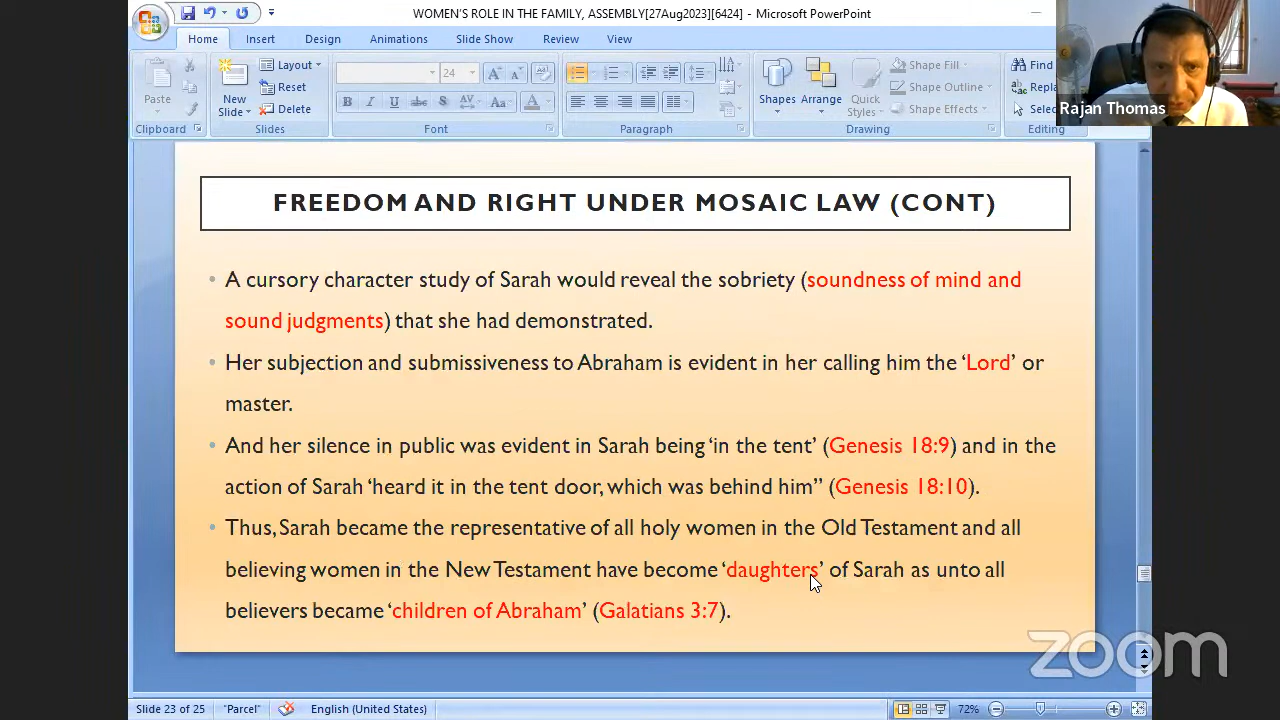 WOMEN'S ROLE IN THE FAMILY, ASSEMBLY[27Aug2023][6424] - Microsoft PowerPoint
Home Insert Design Animations Slide Show Review View
Paste
Clipboard
New
Slide
Layout
Reset
Delete
Slides
24
B I U abe S AV Aa A
Font
Paragraph
Shapes Arrange Quick
Styles
Shape Fill
Shape Outline
Shape Effects
Drawing
Find
Editing
Rajan Thomas
FREEDOM AND RIGHT UNDER MOSAIC LAW (CONT)
• A cursory character study of Sarah would reveal the sobriety (soundness of mind and
sound judgments) that she had demonstrated.
• Her subjection and submissiveness to Abraham is evident in her calling him the ‘Lord’ or
master.
• And her silence in public was evident in Sarah being ‘in the tent’ (Genesis 18:9) and in the
action of Sarah ‘heard it in the tent door, which was behind him” (Genesis 18:10).
• Thus, Sarah became the representative of all holy women in the Old Testament and all
believing women in the New Testament have become ‘daughters’ of Sarah as unto all
believers became ‘children of Abraham’ (Galatians 3:7).
zoom
Slide 23 of 25 "Parcel" English (United States) 72%